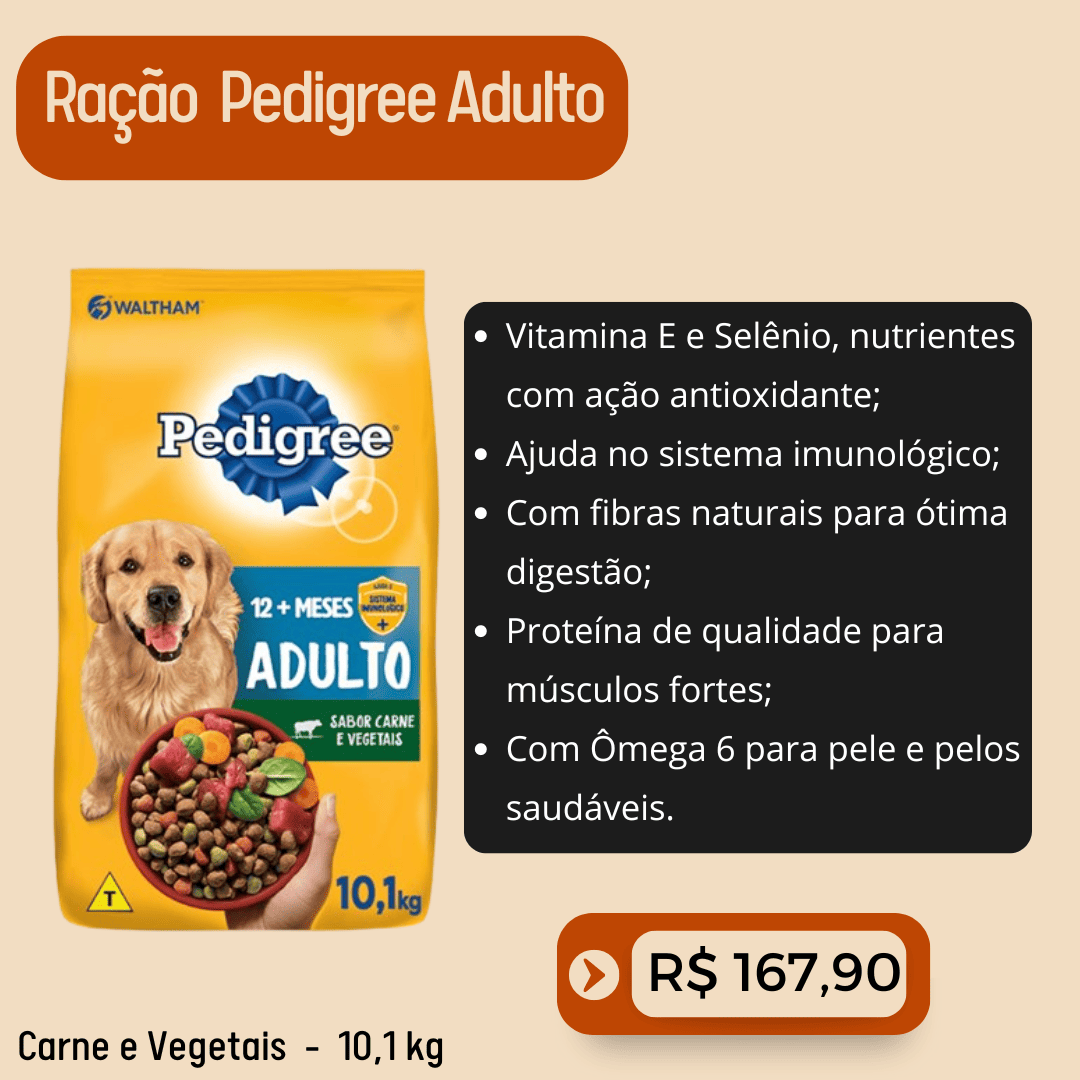 Ração Pedigree Adulto
WALTHAM
Pedigree
12 + MESES
SISTEMA
IMUNOLÓGICO
+
ADULTO
SABOR CARNE
E VEGETAIS
T
10,1kg
• Vitamina E e Selênio, nutrientes
com ação antioxidante;
• Ajuda no sistema imunológico;
• Com fibras naturais para ótima
digestão;
• Proteína de qualidade para
músculos fortes;
• Com Ômega 6 para pele e pelos
saudáveis.
R$ 167,90
Carne e Vegetais - 10,1 kg